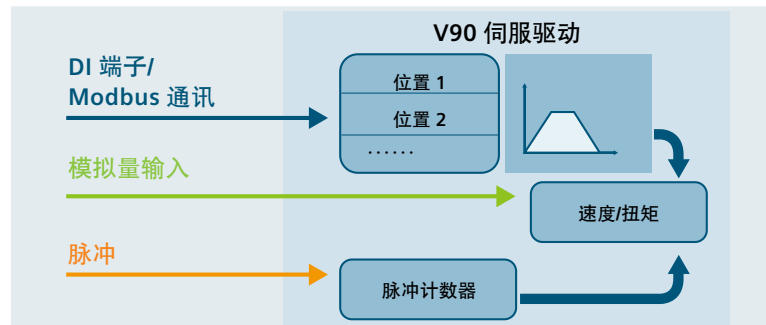 V90 伺服驱动
DI 端子/
Modbus 通讯
位置 1
位置 2
······
模拟量输入
速度/扭矩
脉冲
脉冲计数器